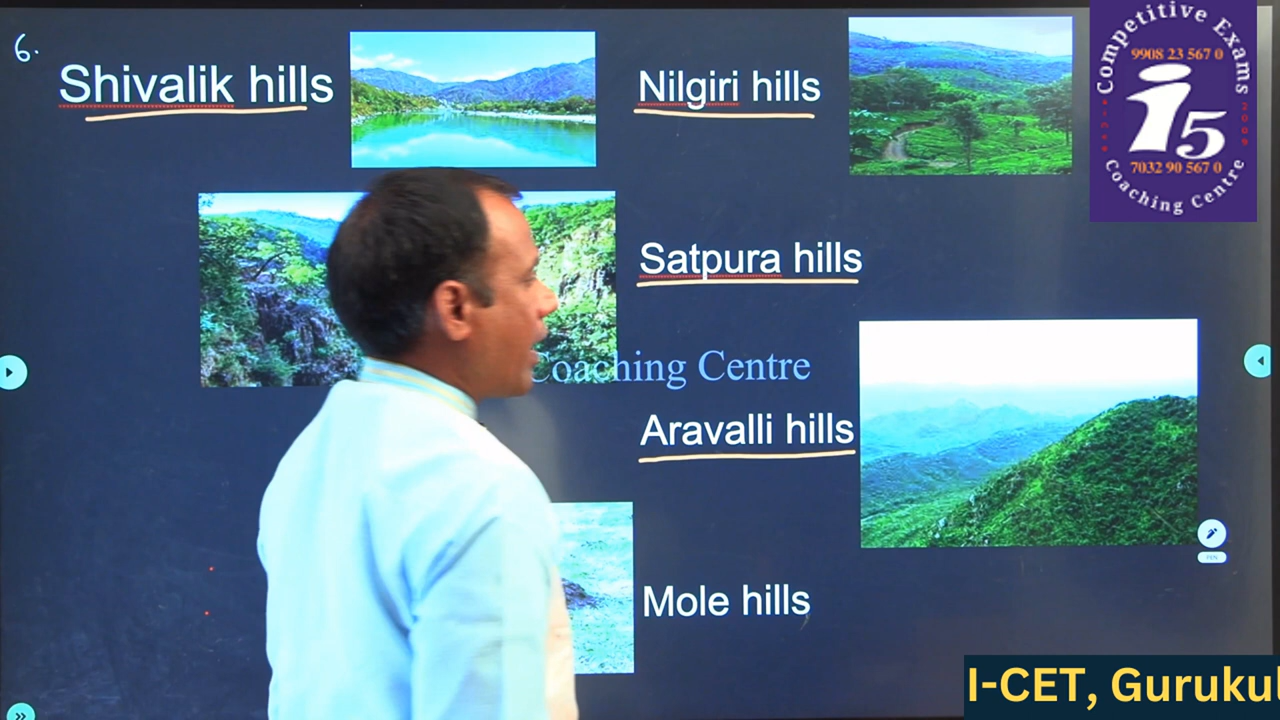 6.
Shivalik hills
Nilgiri hills
Satpura hills
Coaching Centre
Aravalli hills
Mole hills
Competitive Exams
9908 23 567 0
i5
7032 90 567 0
Coaching Centre
PEN
I-CET, Gurukul